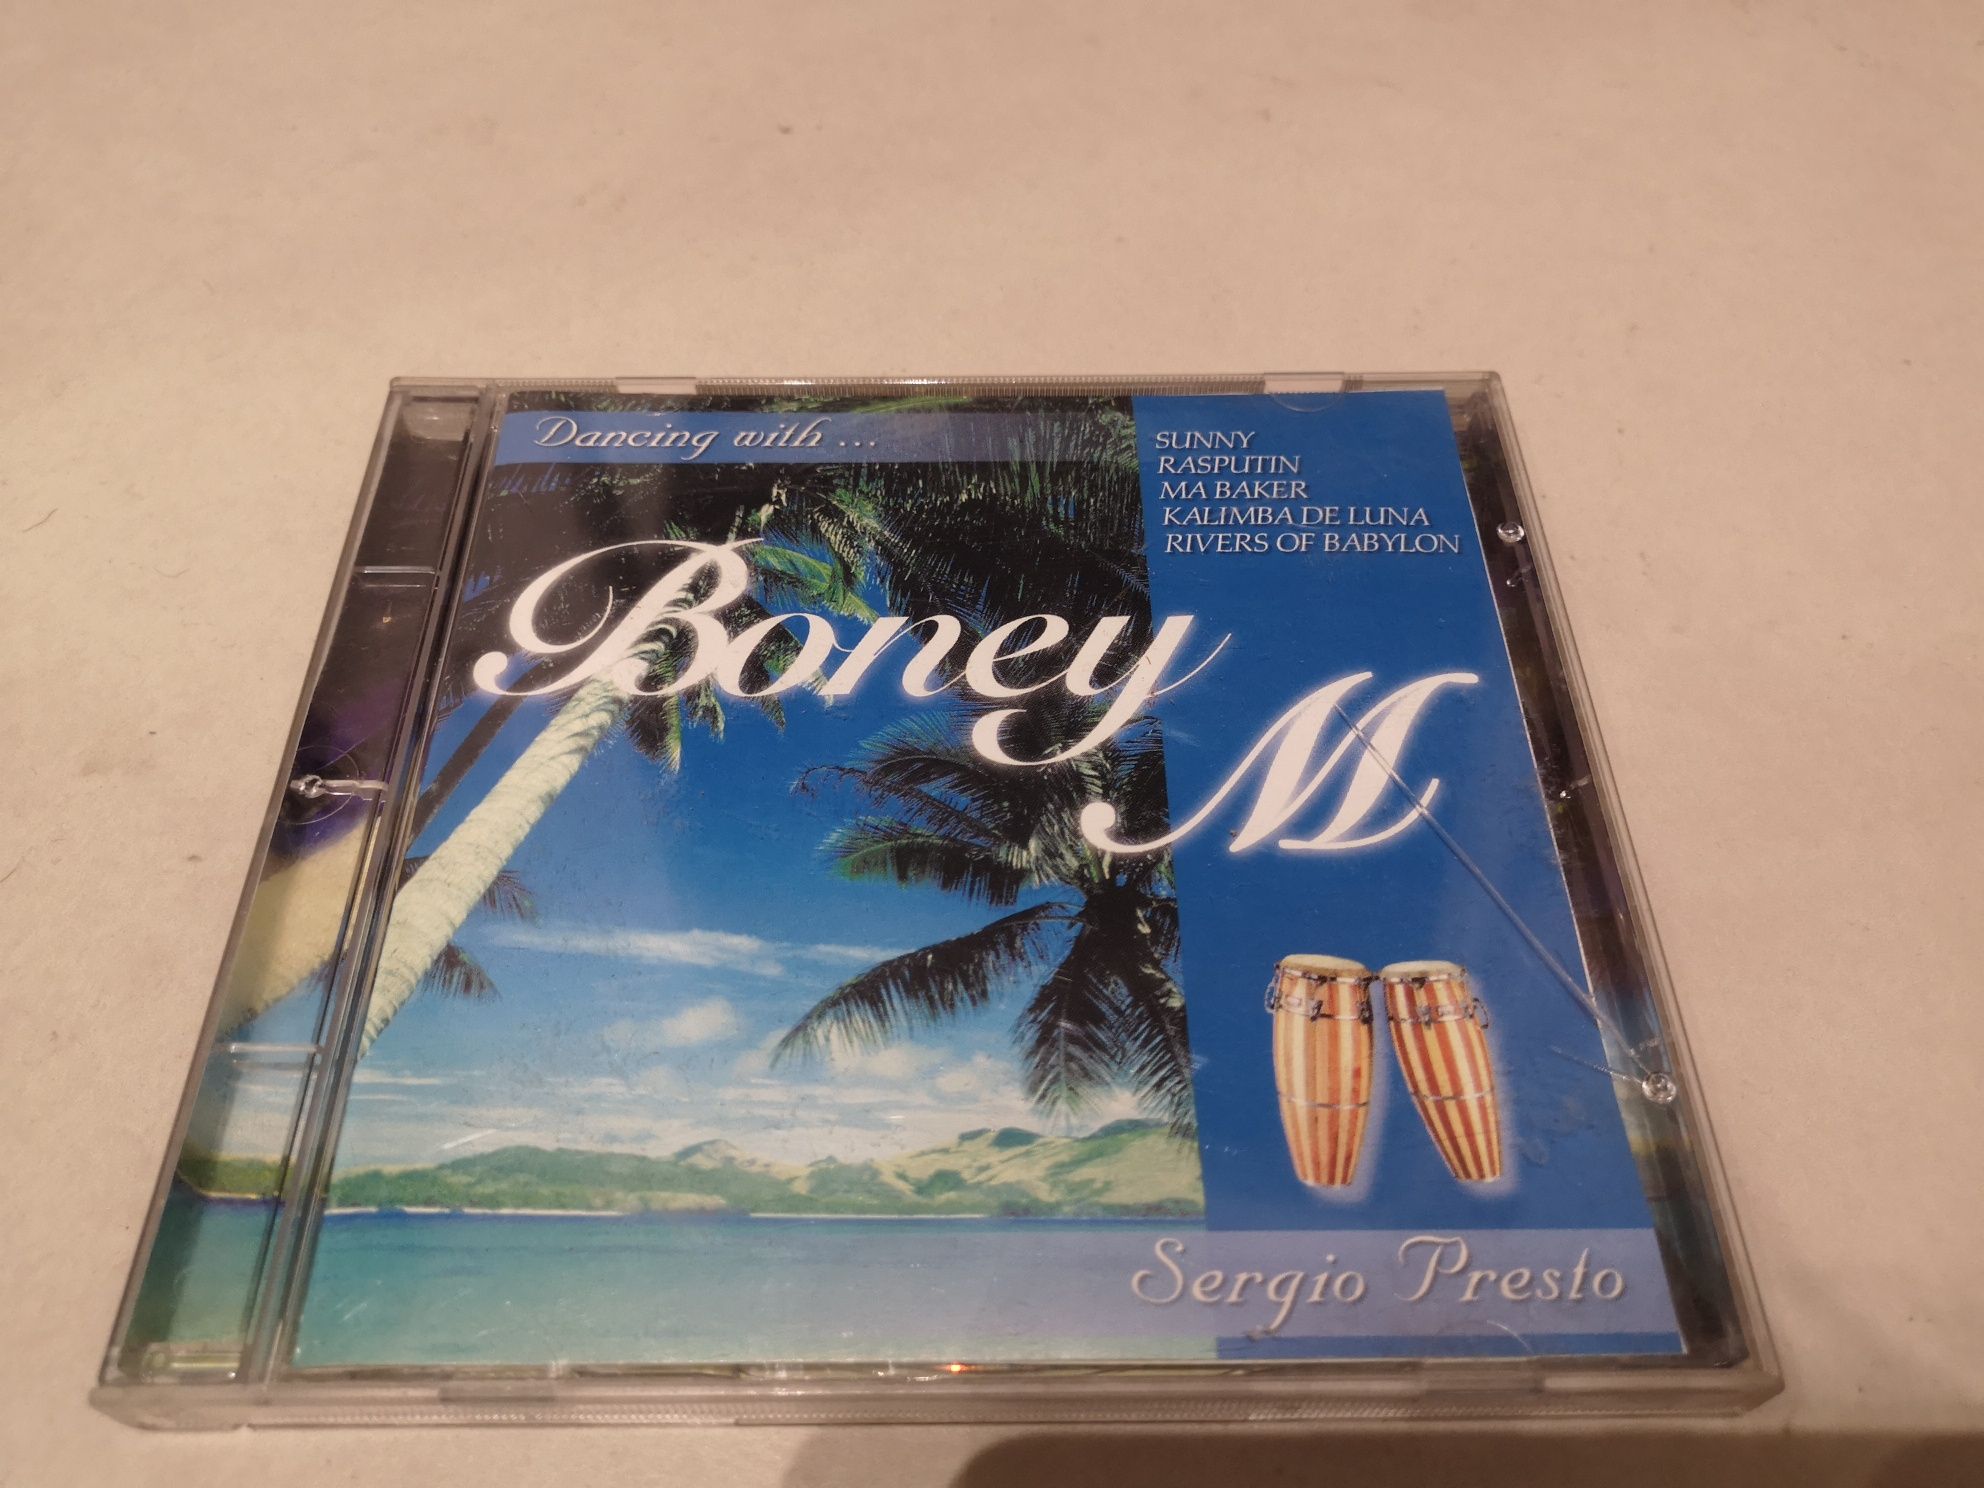 Dancing with ...
SUNNY
RASPUTIN
MA BAKER
KALIMBA DE LUNA
RIVERS OF BABYLON
Boney M
Sergio Presto